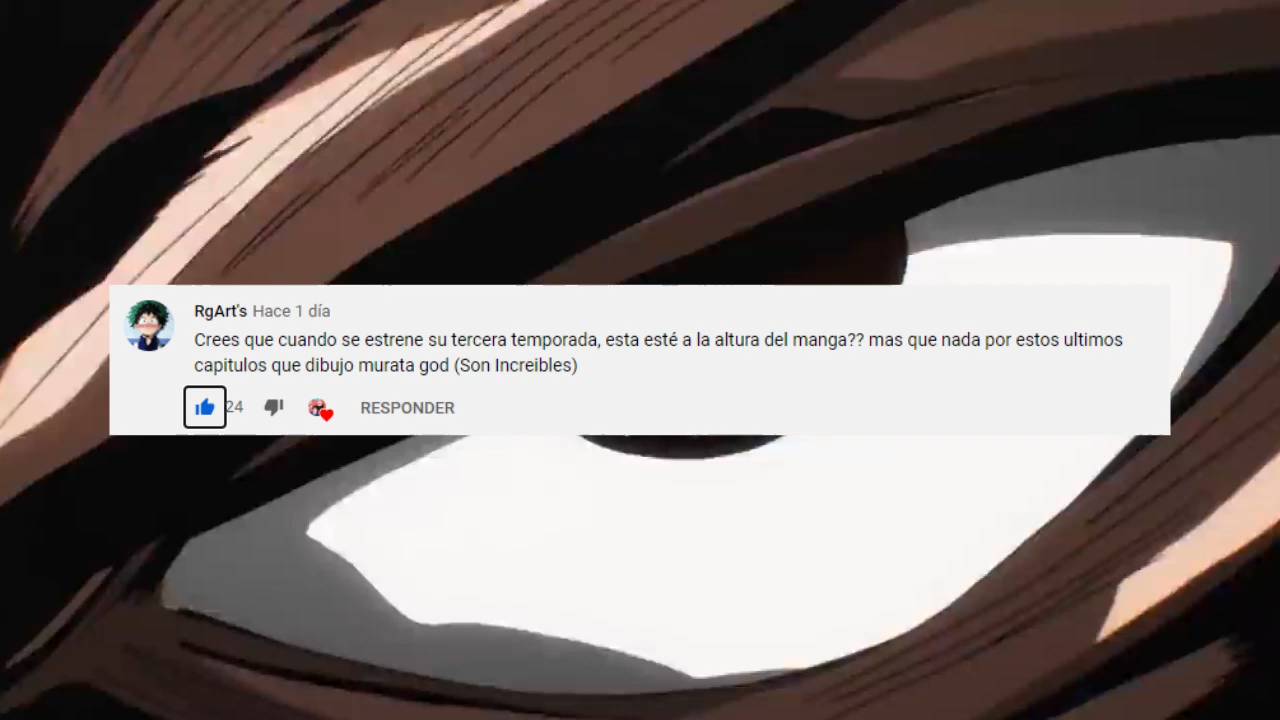 RgArt's Hace 1 día
Crees que cuando se estrene su tercera temporada, esta esté a la altura del manga?? mas que nada por estos ultimos
capitulos que dibujo murata god (Son Increibles)
24 RESPONDER